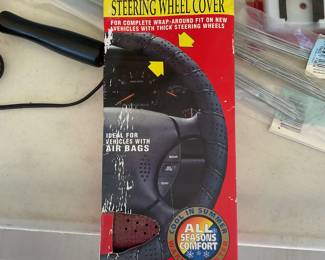 STEERING WHEEL COVER
FOR COMPLETE WRAP-AROUND FIT ON NEW
VEHICLES WITH THICK STEERING WHEELS
IDEAL FOR
VEHICLES WITH
AIR BAGS
COOL IN SUMMER
ALL
SEASONS
COMFORT